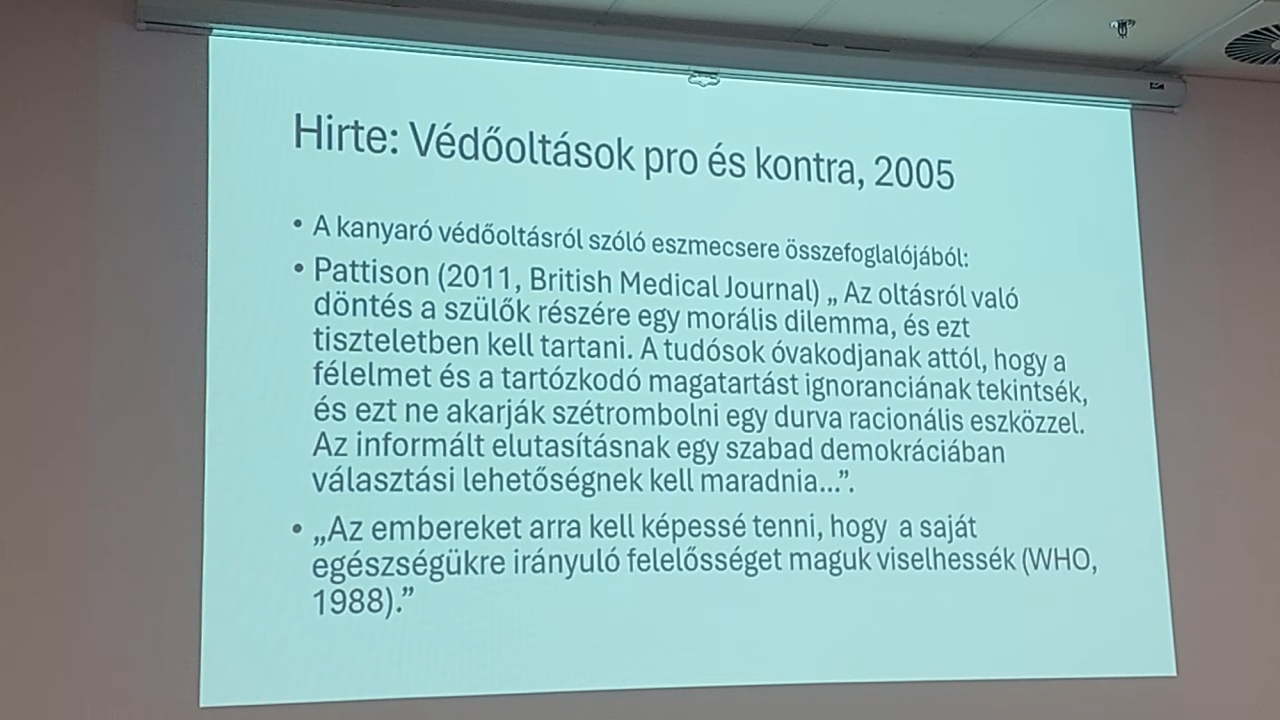 Hirte: Védőoltások pro és kontra, 2005
• A kanyaró védőoltásról szóló eszmecsere összefoglalójából:
• Pattison (2011, British Medical Journal) „ Az oltásról való
döntés a szülők részére egy morális dilemma, és ezt
tiszteletben kell tartani. A tudósok óvakodjanak attól, hogy a
félelmet és a tartózkodó magatartást ignoranciának tekintsék,
és ezt ne akarják szétrombolni egy durva racionális eszközzel.
Az informált elutasításnak egy szabad demokráciában
választási lehetőségnek kell maradnia...”.
• „Az embereket arra kell képessé tenni, hogy a saját
egészségükre irányuló felelősséget maguk viselhessék (WHO,
1988).”